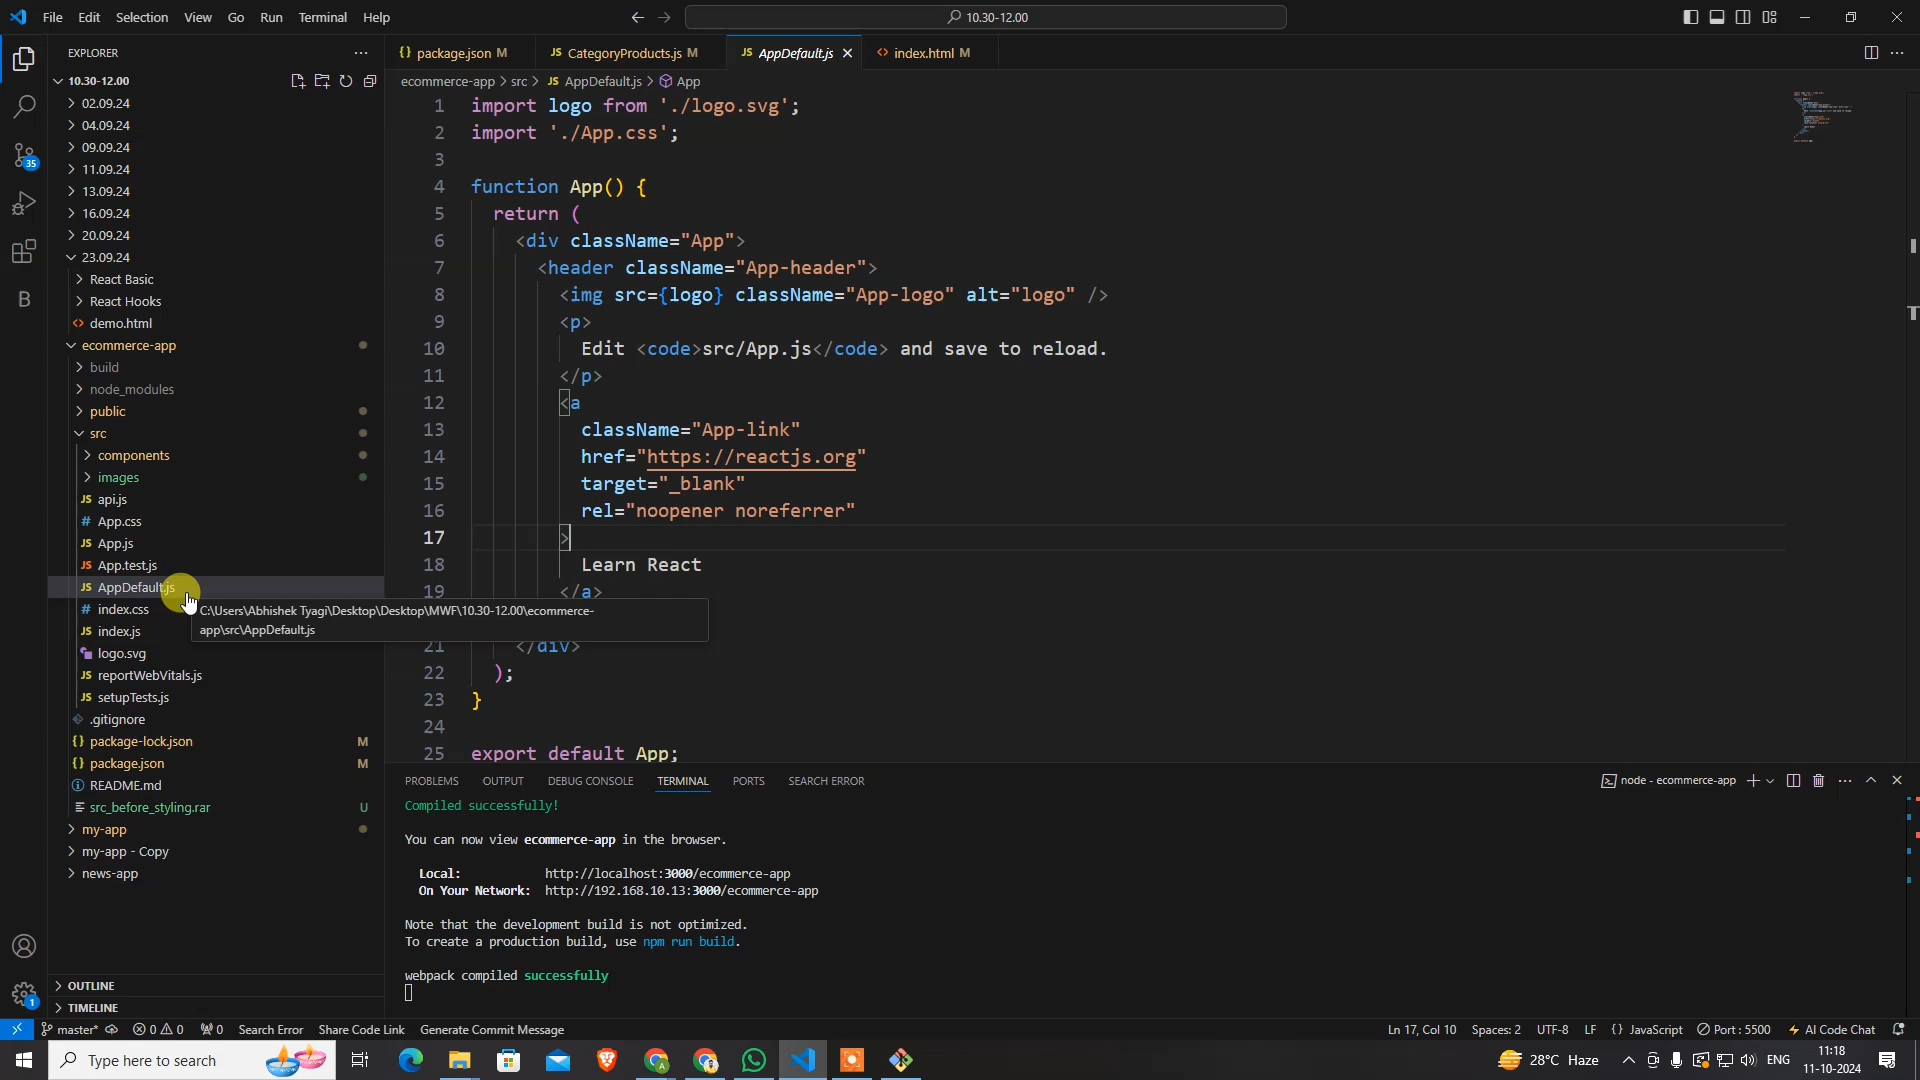 File Edit Selection View Go Run Terminal Help
10.30-12.00
EXPLORER
package.json M
CategoryProducts.js M
AppDefault.js
index.html M
10.30-12.00
02.09.24
04.09.24
09.09.24
11.09.24
13.09.24
16.09.24
20.09.24
23.09.24
React Basic
React Hooks
demo.html
ecommerce-app
build
node_modules
public
src
components
images
api.js
App.css
App.js
App.test.js
AppDefault.js
index.css
index.js
logo.svg
reportWebVitals.js
setupTests.js
.gitignore
package-lock.json M
package.json M
README.md
src_before_styling.rar U
my-app
my-app - Copy
news-app
OUTLINE
TIMELINE
35
B
1
ecommerce-app > src > JS AppDefault.js > App
1 import logo from './logo.svg';
2 import './App.css';
3
4 function App() {
5 return (
6 <div className="App">
7 <header className="App-header">
8 <img src={logo} className="App-logo" alt="logo" />
9 <p>
10 Edit <code>src/App.js</code> and save to reload.
11 </p>
12 <a
13 className="App-link"
14 href="https://reactjs.org"
15 target="_blank"
16 rel="noopener noreferrer"
17 >
18 Learn React
19 </a>
C:\Users\Abhishek Tyagi\Desktop\Desktop\MWF\10.30-12.00\ecommerce-
app\src\AppDefault.js
21 </div>
22 );
23 }
24
25 export default App;
PROBLEMS OUTPUT DEBUG CONSOLE TERMINAL PORTS SEARCH ERROR
node - ecommerce-app
Compiled successfully!
You can now view ecommerce-app in the browser.
Local: http://localhost:3000/ecommerce-app
On Your Network: http://192.168.10.13:3000/ecommerce-app
Note that the development build is not optimized.
To create a production build, use npm run build.
webpack compiled successfully
master* 0 0 0 Search Error Share Code Link Generate Commit Message
Ln 17, Col 10 Spaces: 2 UTF-8 LF {} JavaScript Port : 5500 AI Code Chat
Type here to search
28°C Haze
ENG
11:18
11-10-2024